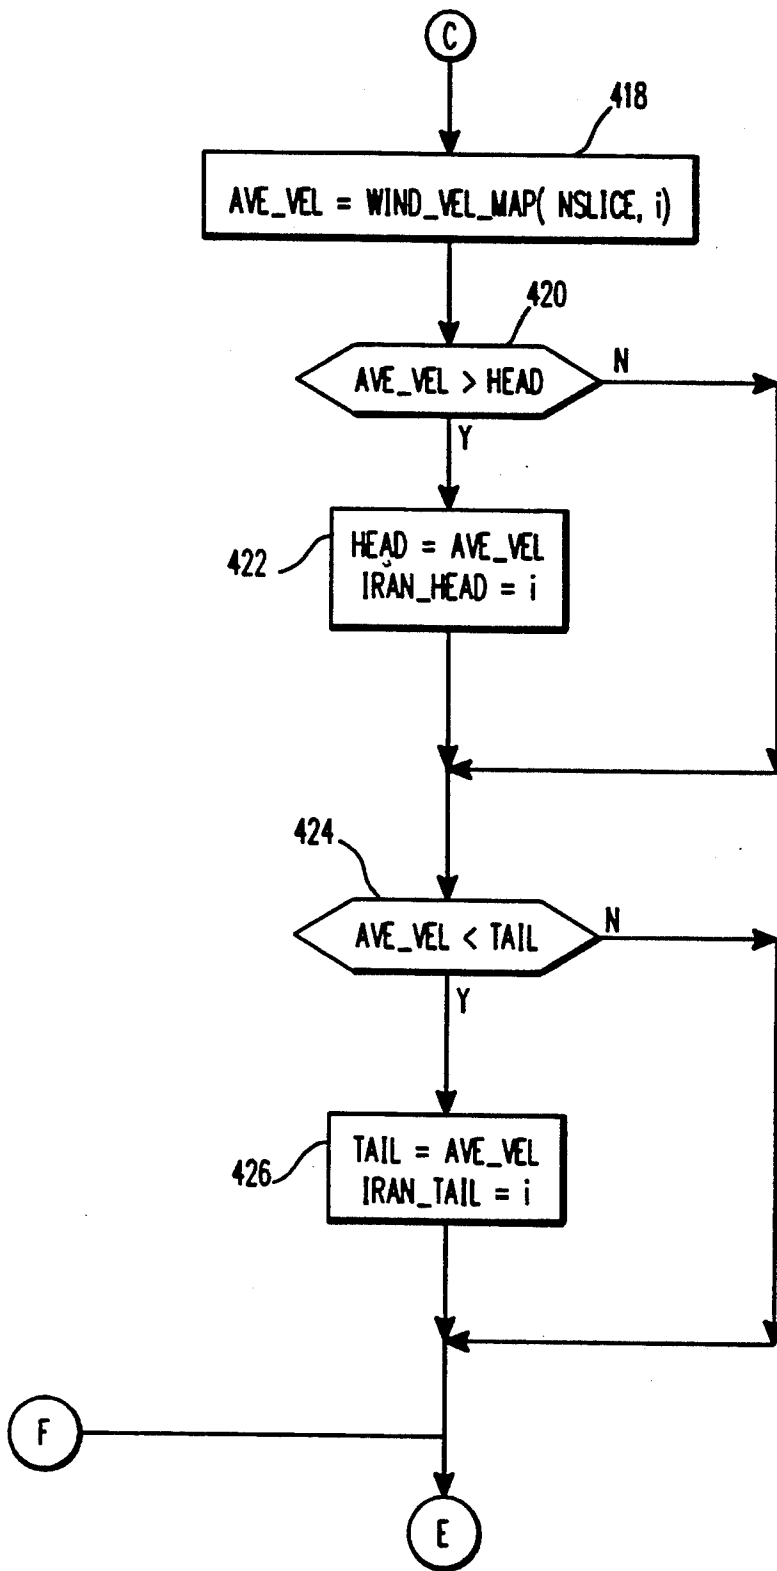 C
418
AVE_VEL = WIND_VEL_MAP( NSLICE, i)
420
AVE_VEL > HEAD
N
Y
422
HEAD = AVE_VEL
IRAN_HEAD = i
424
AVE_VEL < TAIL
N
Y
426
TAIL = AVE_VEL
IRAN_TAIL = i
F
E